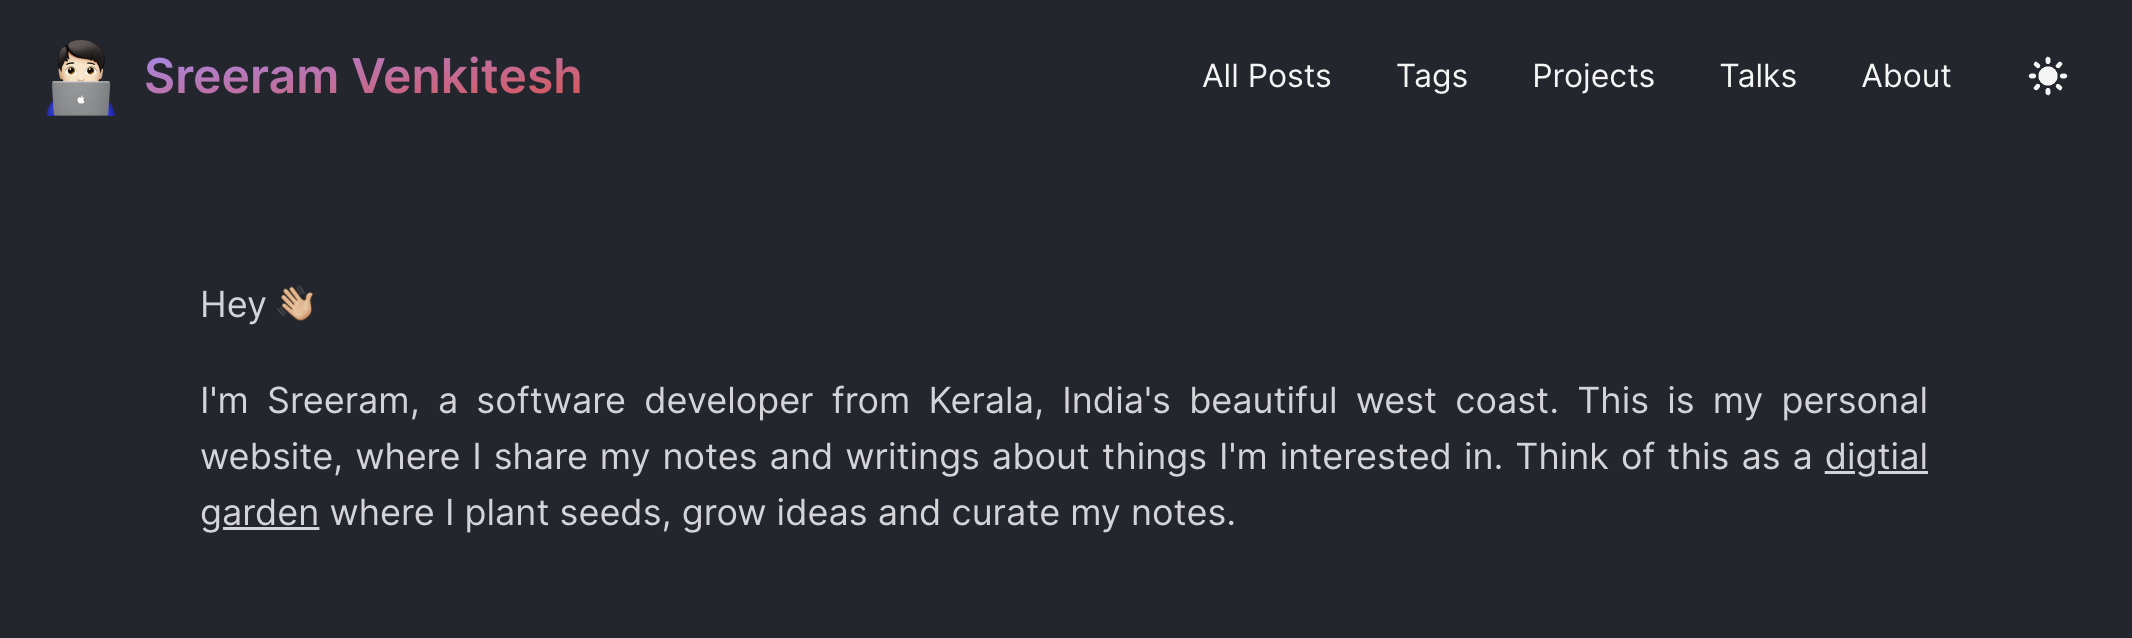 Sreeram Venkitesh
All Posts Tags Projects Talks About
Hey 👋🏼
I'm Sreeram, a software developer from Kerala, India's beautiful west coast. This is my personal
website, where I share my notes and writings about things I'm interested in. Think of this as a digtial
garden where I plant seeds, grow ideas and curate my notes.